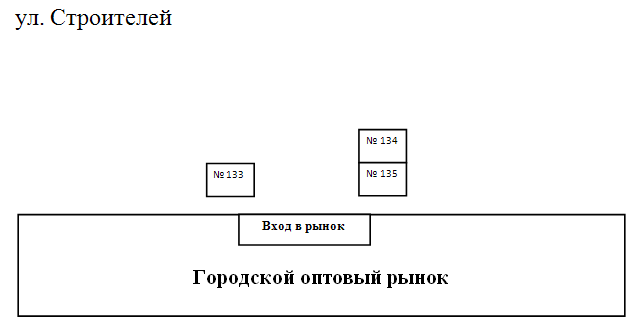 ул. Строителей
№ 134
№ 133
№ 135
Вход в рынок
Городской оптовый рынок